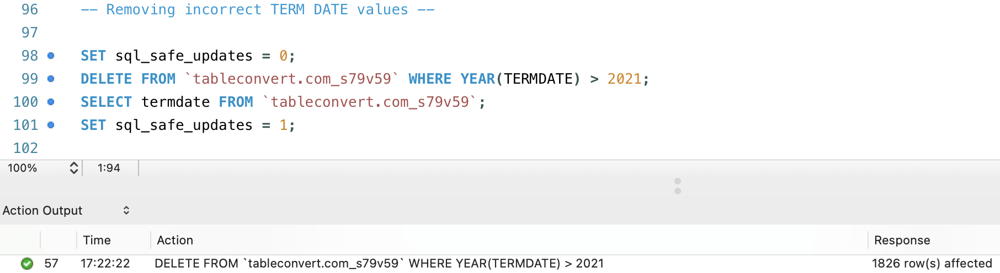 96 -- Removing incorrect TERM DATE values --
97
98 SET sql_safe_updates = 0;
99 DELETE FROM `tableconvert.com_s79v59` WHERE YEAR(TERMDATE) > 2021;
100 SELECT termdate FROM `tableconvert.com_s79v59`;
101 SET sql_safe_updates = 1;
102
100% 1:94
Action Output
Time Action Response
57 17:22:22 DELETE FROM `tableconvert.com_s79v59` WHERE YEAR(TERMDATE) > 2021 1826 row(s) affected